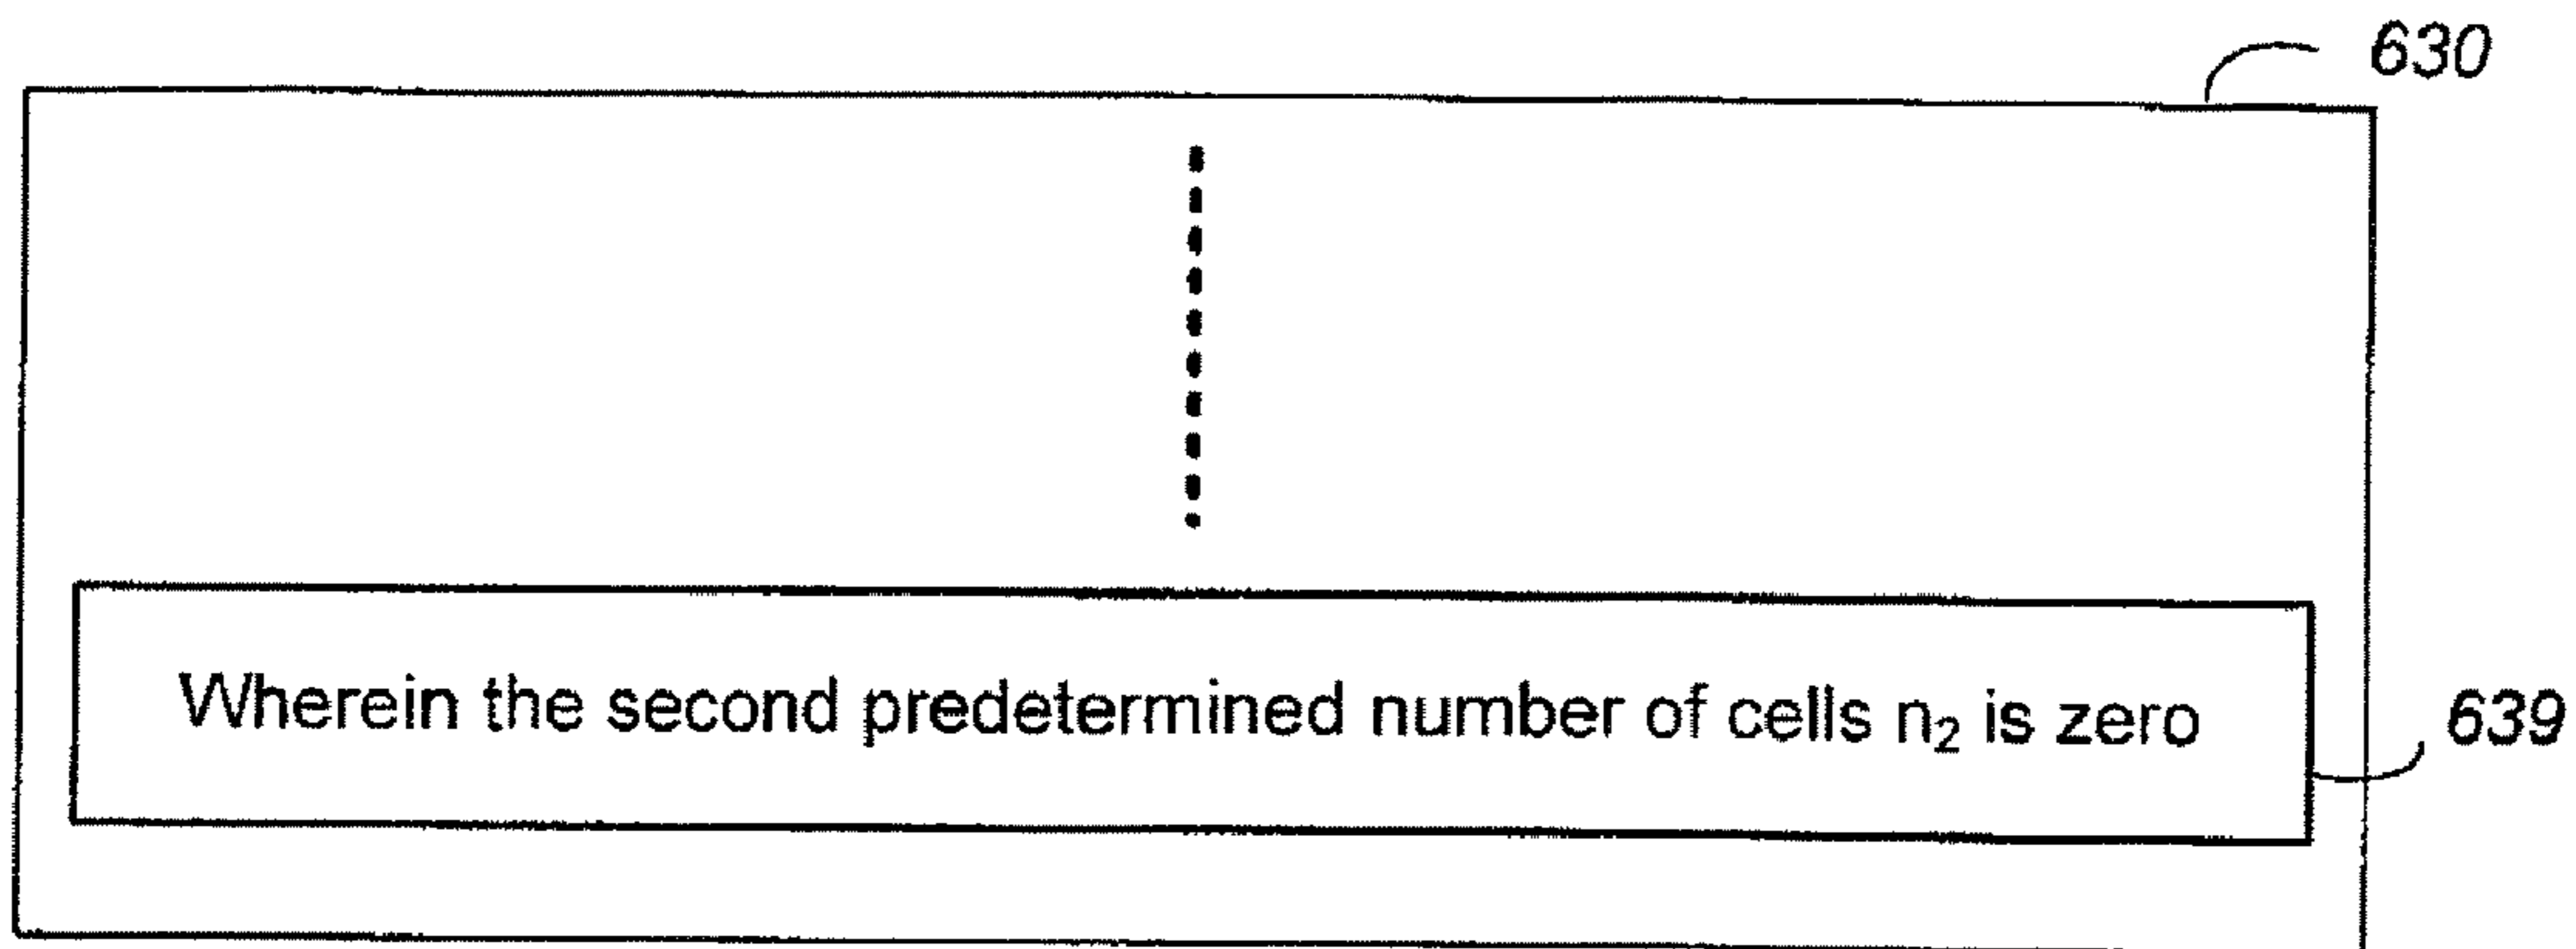 630
Wherein the second predetermined number of cells n₂ is zero
639